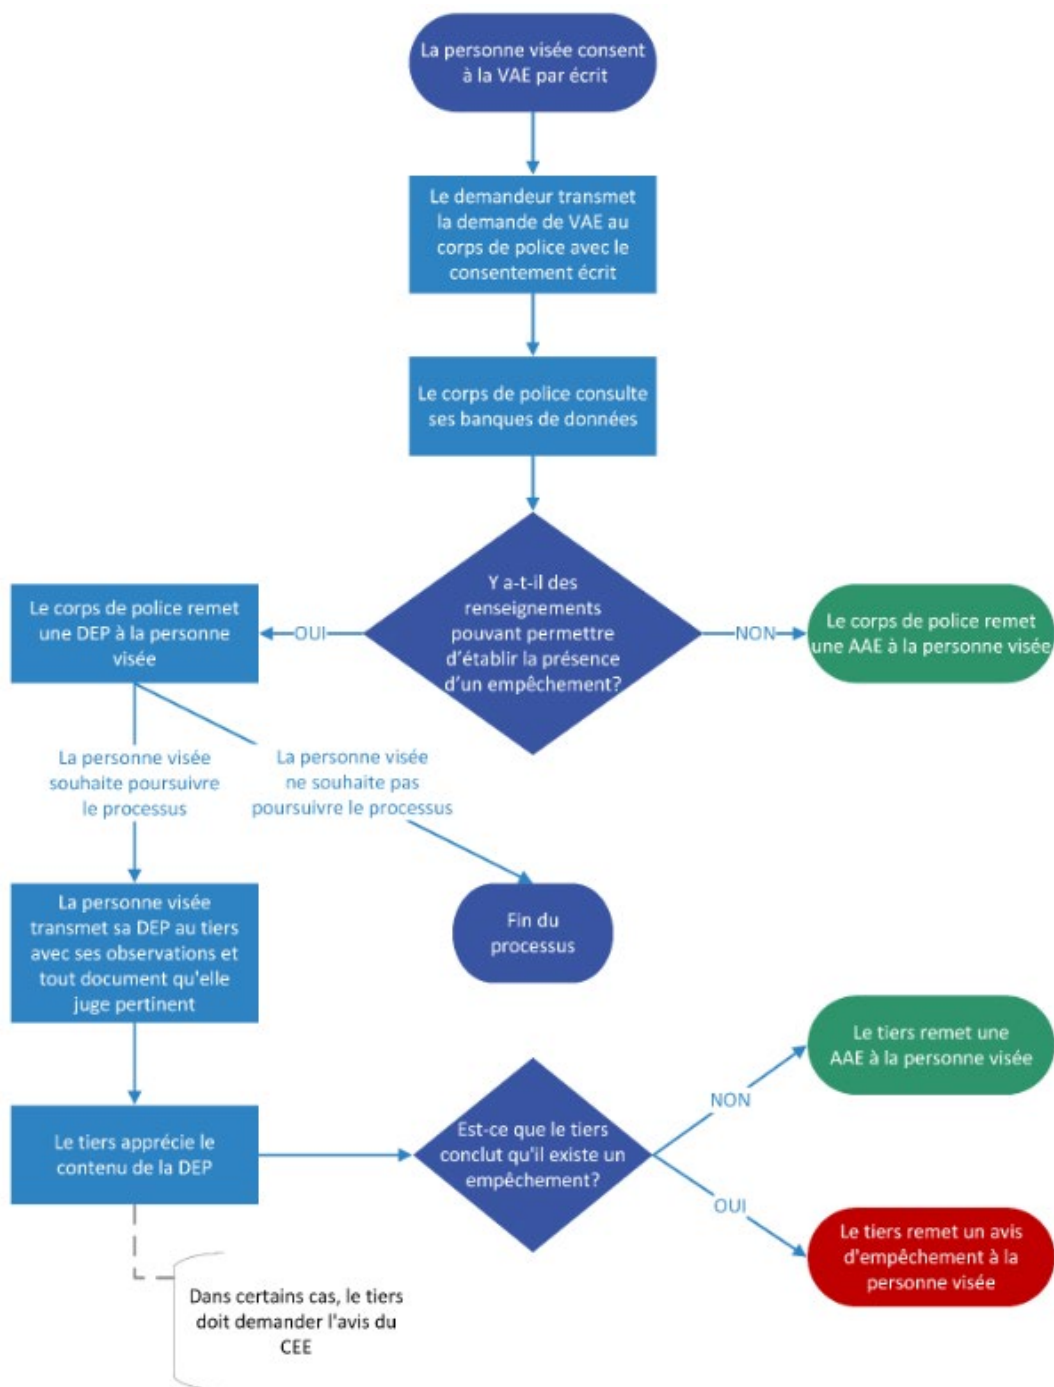 La personne visée consent
à la VAE par écrit
Le demandeur transmet
la demande de VAE au
corps de police avec le
consentement écrit
Le corps de police consulte
ses banques de données
Y a-t-il des
renseignements
pouvant permettre
d'établir la présence
d'un empêchement?
OUI
NON
Le corps de police remet
une DEP à la personne
visée
Le corps de police remet
une AAE à la personne visée
La personne visée
souhaite poursuivre
le processus
La personne visée
ne souhaite pas
poursuivre le processus
La personne visée
transmet sa DEP au tiers
avec ses observations et
tout document qu'elle
juge pertinent
Fin du
processus
Le tiers apprécie le
contenu de la DEP
Est-ce que le tiers
conclut qu'il existe un
empêchement?
NON
OUI
Le tiers remet une
AAE à la personne visée
Le tiers remet un avis
d'empêchement à la
personne visée
Dans certains cas, le tiers
doit demander l'avis du
CEE